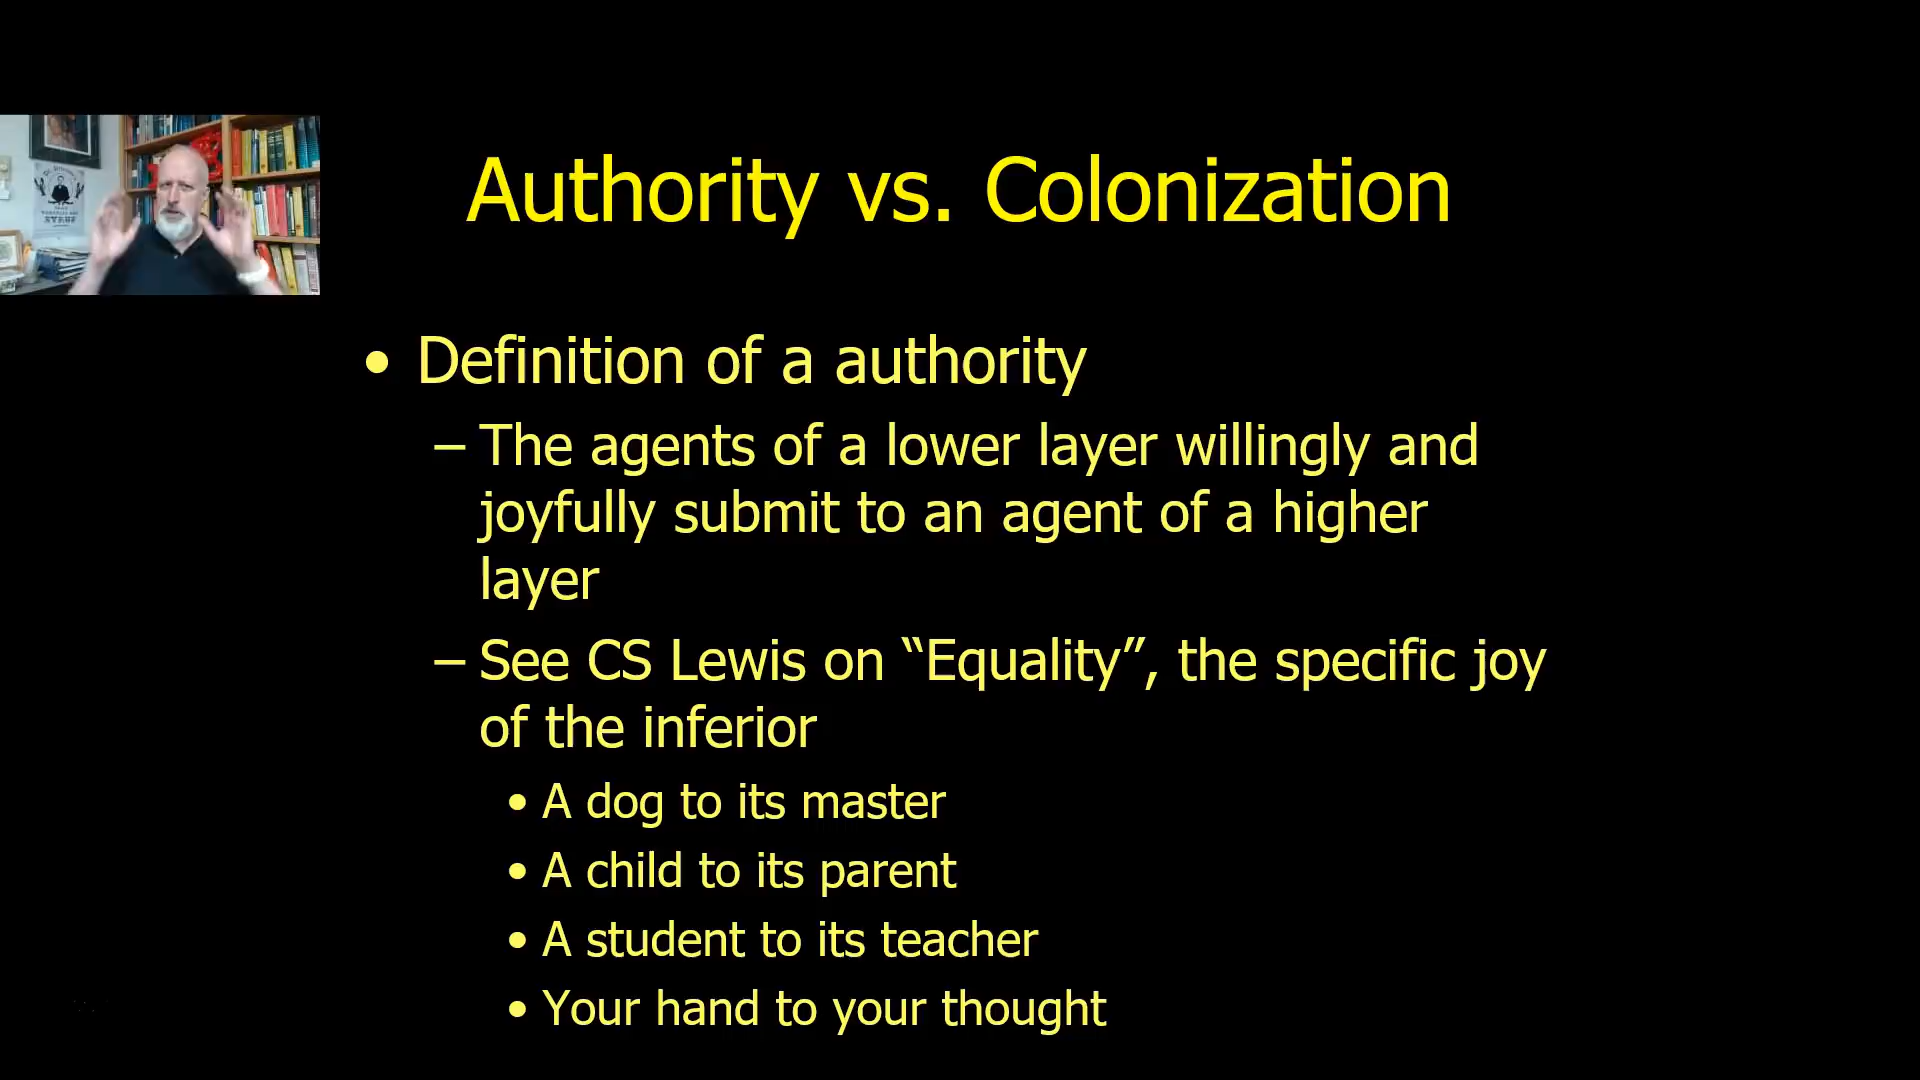 Authority vs. Colonization
• Definition of a authority
– The agents of a lower layer willingly and
joyfully submit to an agent of a higher
layer
– See CS Lewis on “Equality”, the specific joy
of the inferior
• A dog to its master
• A child to its parent
• A student to its teacher
• Your hand to your thought